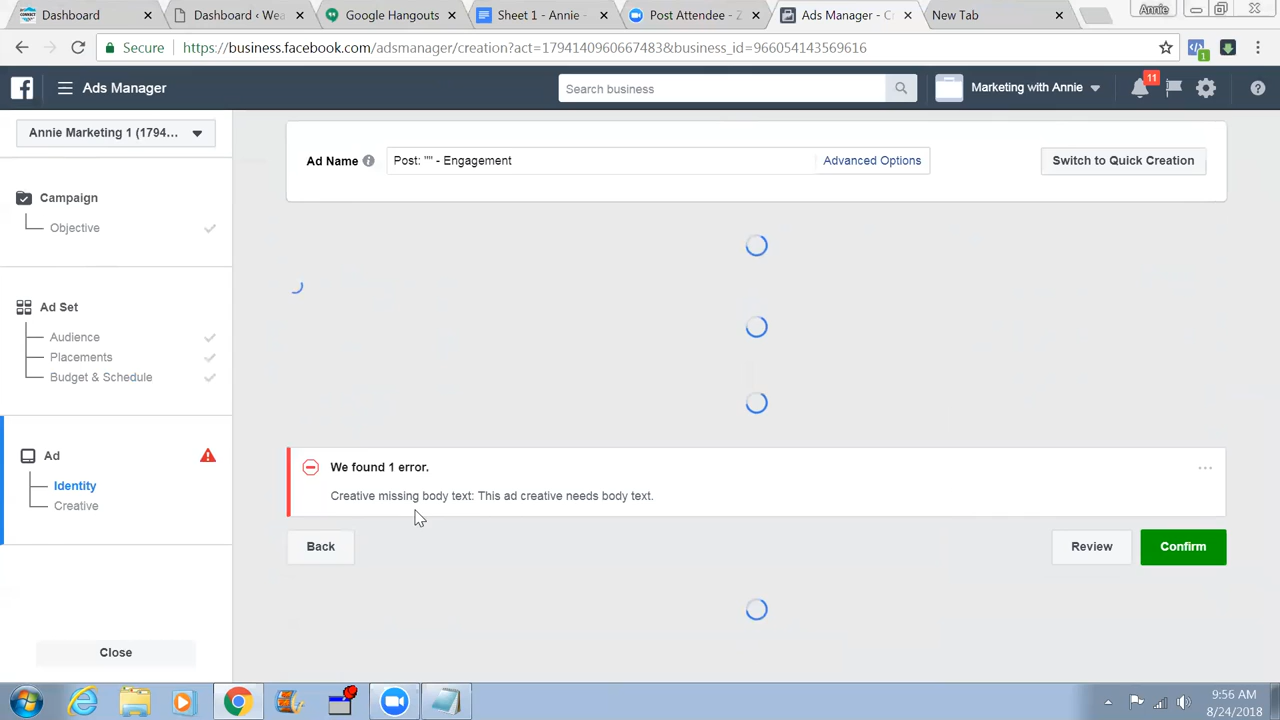 Dashboard
Dashboard ‹ Wea
Google Hangouts
Sheet 1 - Annie -
Post Attendee - Z
Ads Manager - C
New Tab
Annie
Secure
https://business.facebook.com/adsmanager/creation?act=1794140960667483&business_id=966054143569616
1
Ads Manager
Search business
Marketing with Annie
11
Annie Marketing 1 (1794...
Ad Name
Post: "" - Engagement
Advanced Options
Switch to Quick Creation
Campaign
Objective
Ad Set
Audience
Placements
Budget & Schedule
Ad
Identity
Creative
We found 1 error.
Creative missing body text: This ad creative needs body text.
Back
Review
Confirm
Close
9:56 AM
8/24/2018